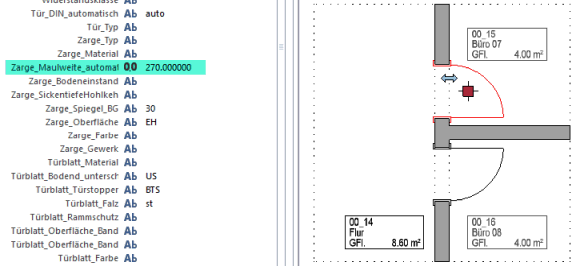 Widerstandsklasse Ab
Tür_DIN_automatisch Ab auto
Tür_Typ Ab
Zarge_Typ Ab
Zarge_Material Ab
Zarge_Maulweite_automat 0,0 270.000000
Zarge_Bodeneinstand Ab
Zarge_SickentiefeHohlkeh Ab
Zarge_Spiegel_BG Ab 30
Zarge_Oberfläche Ab EH
Zarge_Farbe Ab
Zarge_Gewerk Ab
Türblatt_Material Ab
Türblatt_Bodend_untersch Ab US
Türblatt_Türstopper Ab BTS
Türblatt_Falz Ab st
Türblatt_Rammschutz Ab
Türblatt_Oberfläche_Band Ab
Türblatt_Oberfläche_Band Ab
Türblatt_Farbe Ab
00_15
Büro 07
GFl. 4.00 m²
00_14
Flur
GFl. 8.60 m²
00_16
Büro 08
GFl. 4.00 m²